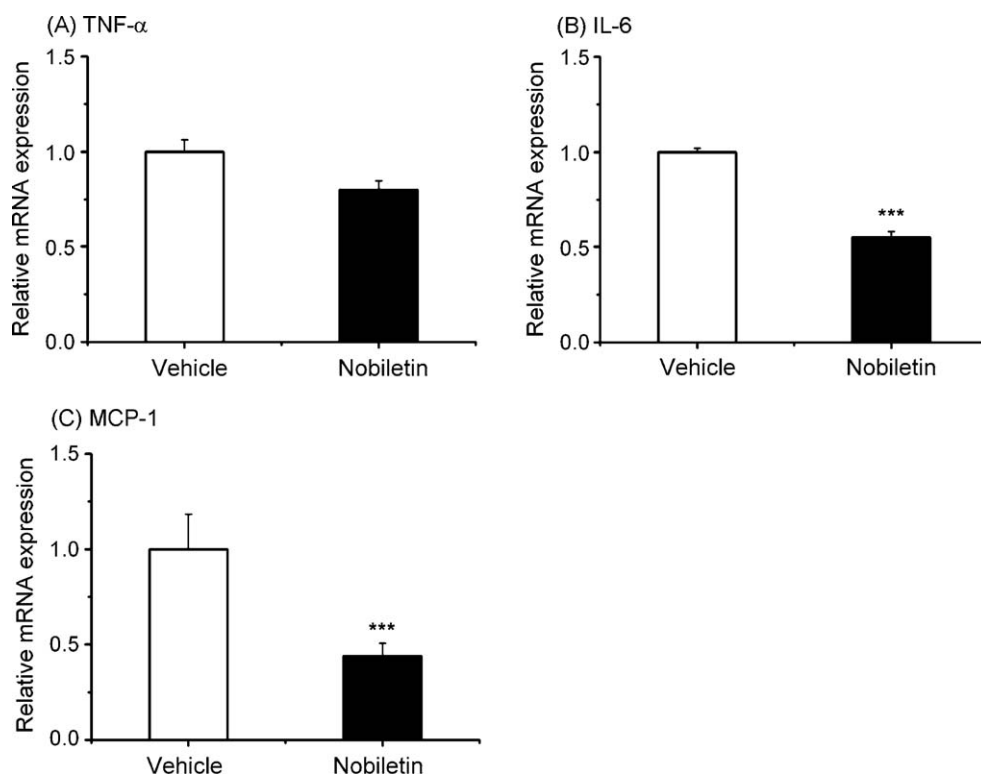 (A) TNF-α
Relative mRNA expression
1.5
1.0
0.5
0.0
Vehicle
Nobiletin
(B) IL-6
Relative mRNA expression
1.5
1.0
0.5
0.0
***
Vehicle
Nobiletin
(C) MCP-1
Relative mRNA expression
1.5
1.0
0.5
0.0
***
Vehicle
Nobiletin